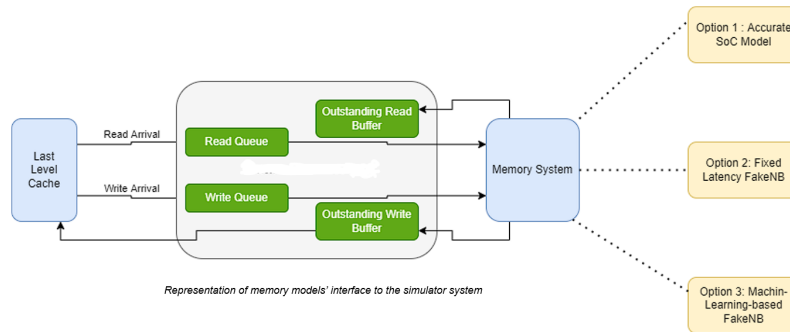 Option 1 : Accurate
SoC Model
Outstanding Read
Buffer
Read Arrival
Read Queue
Last
Level
Cache
Memory System
Option 2: Fixed
Latency FakeNB
Write Arrival
Write Queue
Outstanding Write
Buffer
Representation of memory models' interface to the simulator system
Option 3: Machin-
Learning-based
FakeNB